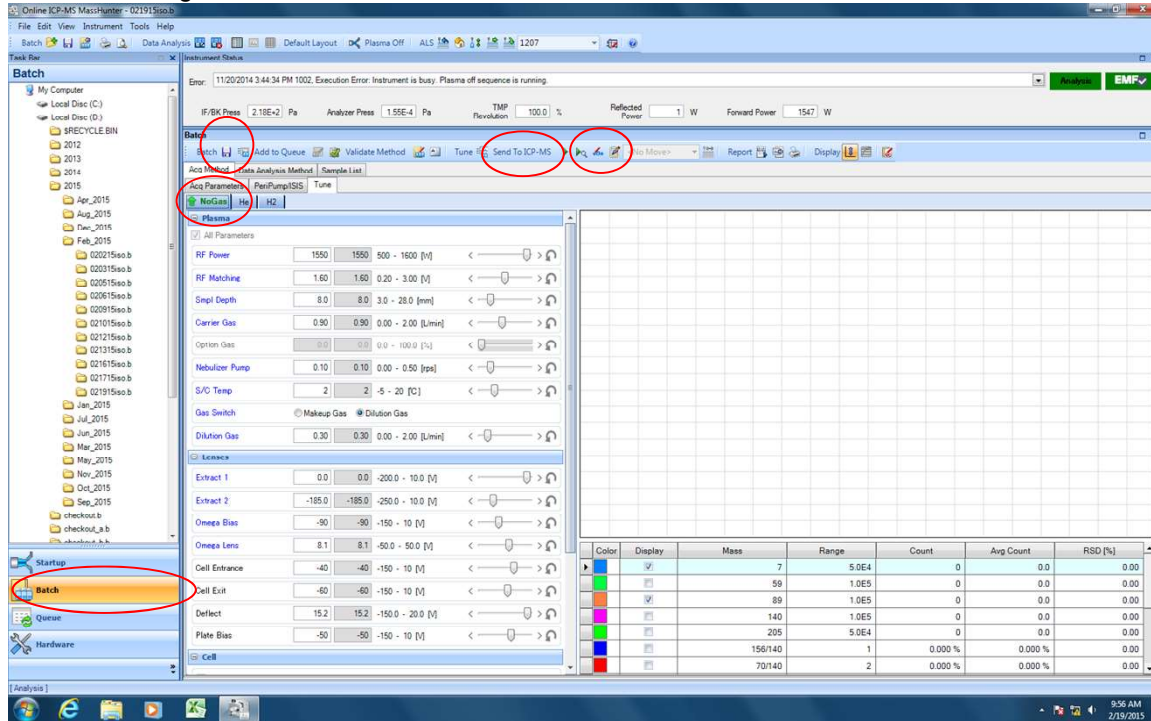 Online ICP-MS MassHunter - 021915iso.b
File Edit View Instrument Tools Help
Batch Data Analysis Default Layout Plasma Off ALS 1207
Task Bar
Instrument Status
Batch
Error: 11/20/2014 3:44:34 PM 1002, Execution Error: Instrument is busy. Plasma off sequence is running. Analysis EMF
IF/BK Press 2.18E+2 Pa Analyzer Press 1.55E-4 Pa TMP Revolution 100.0 % Reflected Power 1 W Forward Power 1547 W
Batch
Batch Add to Queue Validate Method Tune Send To ICP-MS <No Move> Report Display
Acq Method Data Analysis Method Sample List
Acq Parameters PeriPump/ISIS Tune
NoGas He H2
My Computer
Local Disc (C:)
Local Disc (D:)
$RECYCLE.BIN
2012
2013
2014
2015
Apr_2015
Aug_2015
Dec_2015
Feb_2015
020215iso.b
020315iso.b
020515iso.b
020615iso.b
020915iso.b
021015iso.b
021215iso.b
021315iso.b
021615iso.b
021715iso.b
021915iso.b
Jan_2015
Jul_2015
Jun_2015
Mar_2015
May_2015
Nov_2015
Oct_2015
Sep_2015
checkout.b
checkout_a.b
Startup
Batch
Queue
Hardware
Plasma
All Parameters
RF Power 1550 1550 500 - 1600 [W]
RF Matching 1.60 1.60 0.20 - 3.00 [V]
Smpl Depth 8.0 8.0 3.0 - 28.0 [mm]
Carrier Gas 0.90 0.90 0.00 - 2.00 [L/min]
Option Gas 0.0 0.0 0.0 - 100.0 [%]
Nebulizer Pump 0.10 0.10 0.00 - 0.50 [rps]
S/C Temp 2 2 -5 - 20 [°C]
Gas Switch Makeup Gas Dilution Gas
Dilution Gas 0.30 0.30 0.00 - 2.00 [L/min]
Lenses
Extract 1 0.0 0.0 -200.0 - 10.0 [V]
Extract 2 -185.0 -185.0 -250.0 - 10.0 [V]
Omega Bias -90 -90 -150 - 10 [V]
Omega Lens 8.1 8.1 -50.0 - 50.0 [V]
Cell Entrance -40 -40 -150 - 10 [V]
Cell Exit -60 -60 -150 - 10 [V]
Deflect 15.2 15.2 -150.0 - 20.0 [V]
Plate Bias -50 -50 -150 - 10 [V]
Cell
Color Display Mass Range Count Avg Count RSD [%]
7 5.0E4 0 0.0 0.00
59 1.0E5 0 0.0 0.00
89 1.0E5 0 0.0 0.00
140 1.0E5 0 0.0 0.00
205 5.0E4 0 0.0 0.00
156/140 1 0.000 % 0.000 % 0.00
70/140 2 0.000 % 0.000 % 0.00
[Analysis]
9:56 AM
2/19/2015